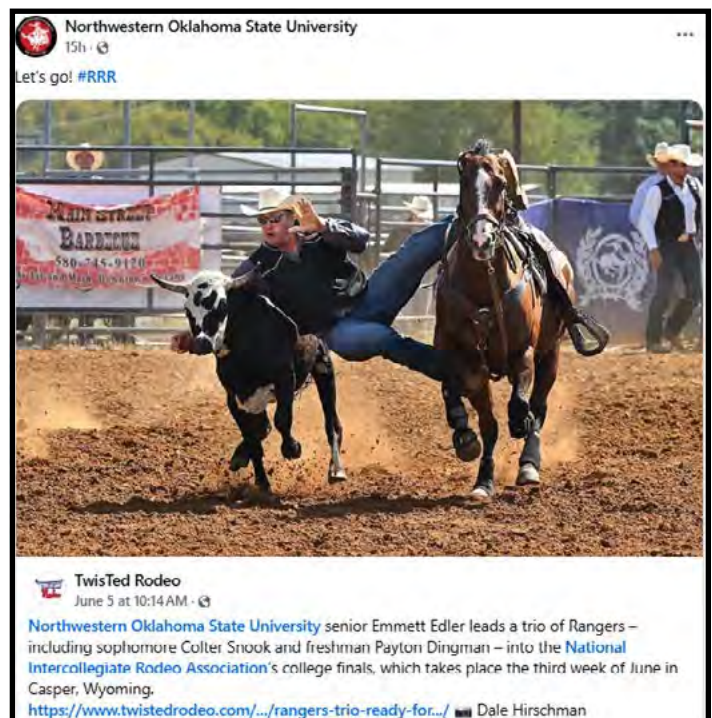 Northwestern Oklahoma State University
15h ·
Let's go! #RRR
MAIN STREET
BARBECUE
580-745-9120
TwisTed Rodeo
June 5 at 10:14 AM ·
Northwestern Oklahoma State University senior Emmett Edler leads a trio of Rangers –
including sophomore Colter Snook and freshman Payton Dingman – into the National
Intercollegiate Rodeo Association's college finals, which takes place the third week of June in
Casper, Wyoming.
https://www.twistedrodeo.com/.../rangers-trio-ready-for.../ 📷 Dale Hirschman